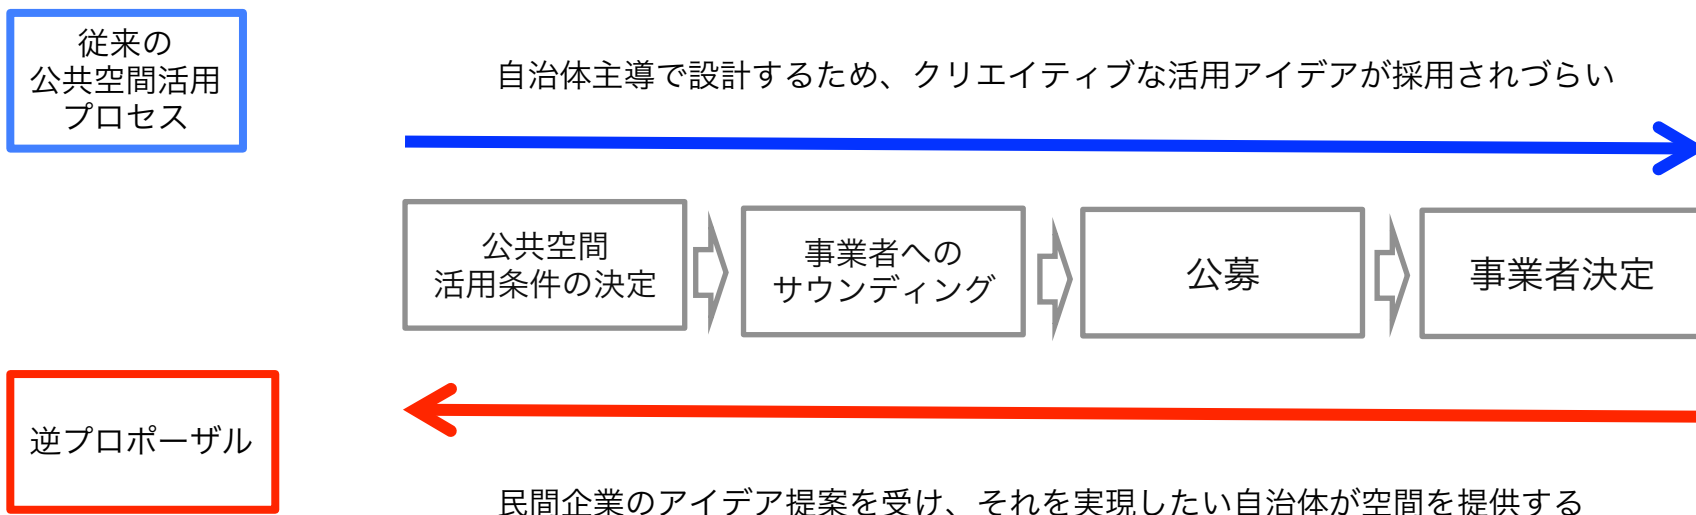 従来の
公共空間活用
プロセス
自治体主導で設計するため、クリエイティブな活用アイデアが採用されづらい
公共空間
活用条件の決定
事業者への
サウンディング
公募
事業者決定
逆プロポーザル
民間企業のアイデア提案を受け、それを実現したい自治体が空間を提供する